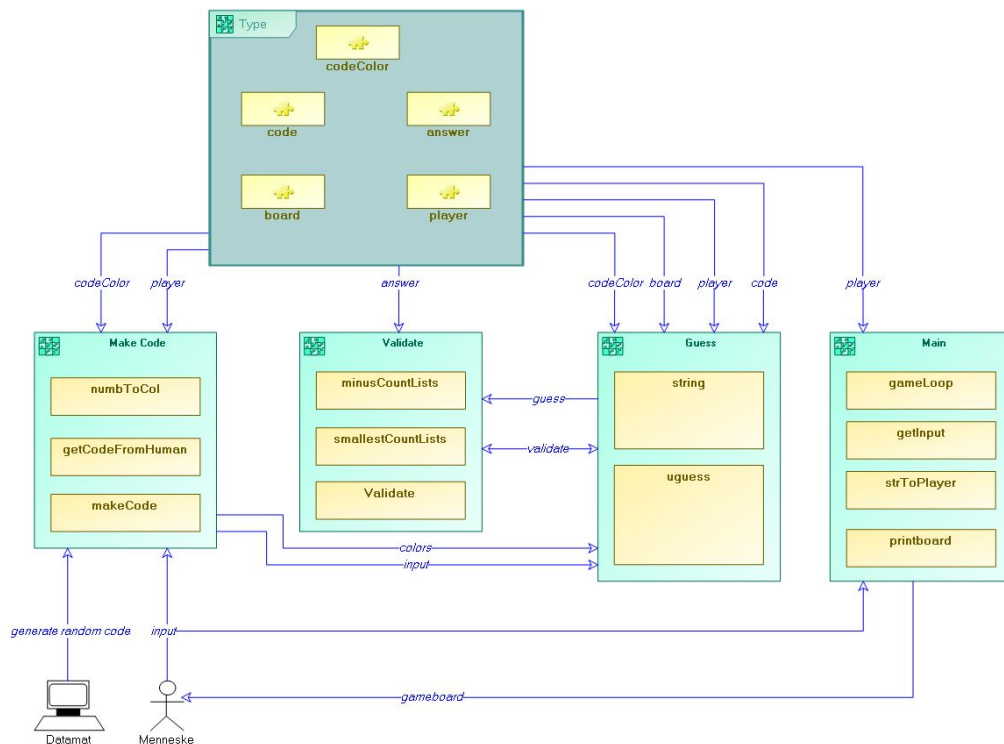 Type
codeColor
code
answer
board
player
codeColor
player
answer
codeColor
board
player
code
player
Make Code
Validate
Guess
Main
numbToCol
minusCountLists
string
gameLoop
guess
getCodeFromHuman
smallestCountLists
getInput
validate
uguess
strToPlayer
makeCode
Validate
printboard
colors
input
generate random code
input
gameboard
Datamat
Menneske